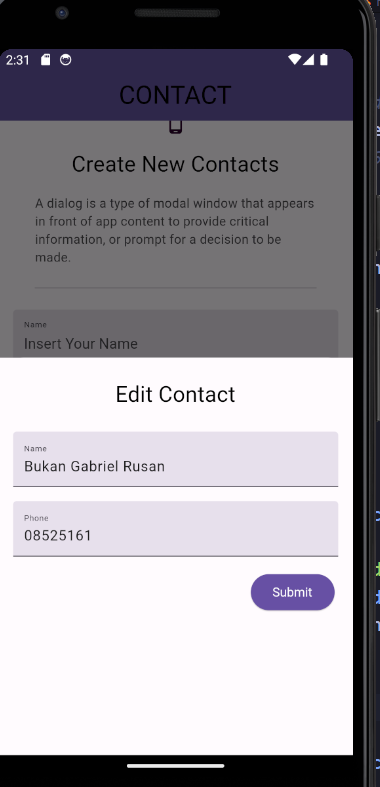 2:31
CONTACT
Create New Contacts
A dialog is a type of modal window that appears
in front of app content to provide critical
information, or prompt for a decision to be
made.
Name
Insert Your Name
Edit Contact
Name
Bukan Gabriel Rusan
Phone
08525161
Submit